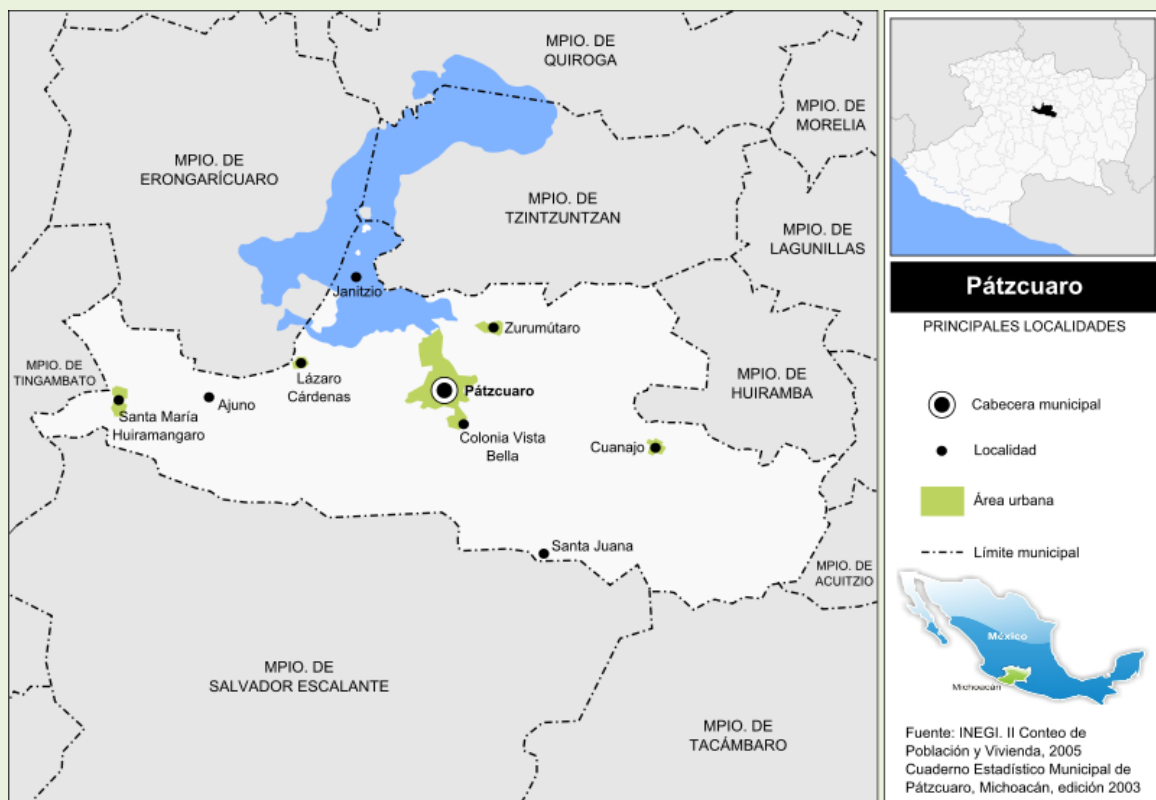 MPIO. DE
QUIROGA
MPIO. DE
MORELIA
MPIO. DE
ERONGARÍCUARO
MPIO. DE
TZINTZUNTZAN
MPIO. DE
LAGUNILLAS
Janitzio
Zurumútaro
MPIO. DE
TINGAMBATO
Lázaro
Cárdenas
Pátzcuaro
MPIO. DE
HUIRAMBA
Santa María
Huiramangaro
Ajuno
Colonia Vista
Bella
Cuanajo
Santa Juana
MPIO. DE
ACUITZIO
MPIO. DE
SALVADOR ESCALANTE
MPIO. DE
TACÁMBARO
Pátzcuaro
PRINCIPALES LOCALIDADES
Cabecera municipal
Localidad
Área urbana
Límite municipal
México
Michoacán
Fuente: INEGI. II Conteo de
Población y Vivienda, 2005
Cuaderno Estadístico Municipal de
Pátzcuaro, Michoacán, edición 2003